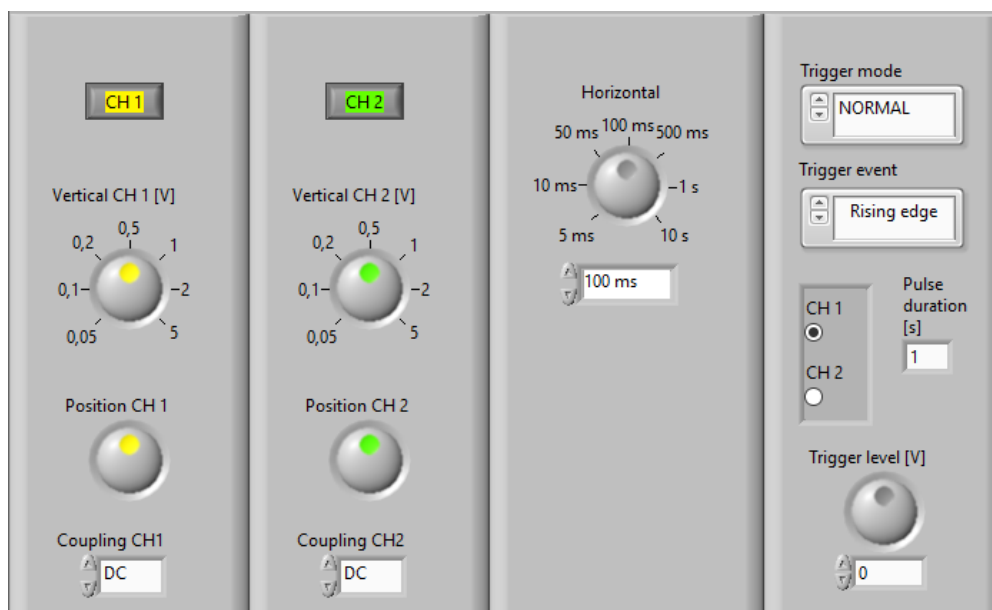 CH 1
Vertical CH 1 [V]
0,5
0,2 1
0,1 2
0,05 5
Position CH 1
Coupling CH1
DC
CH 2
Vertical CH 2 [V]
0,5
0,2 1
0,1 2
0,05 5
Position CH 2
Coupling CH2
DC
Horizontal
50 ms 100 ms 500 ms
10 ms 1 s
5 ms 10 s
100 ms
Trigger mode
NORMAL
Trigger event
Rising edge
CH 1
CH 2
Pulse
duration
[s]
1
Trigger level [V]
0